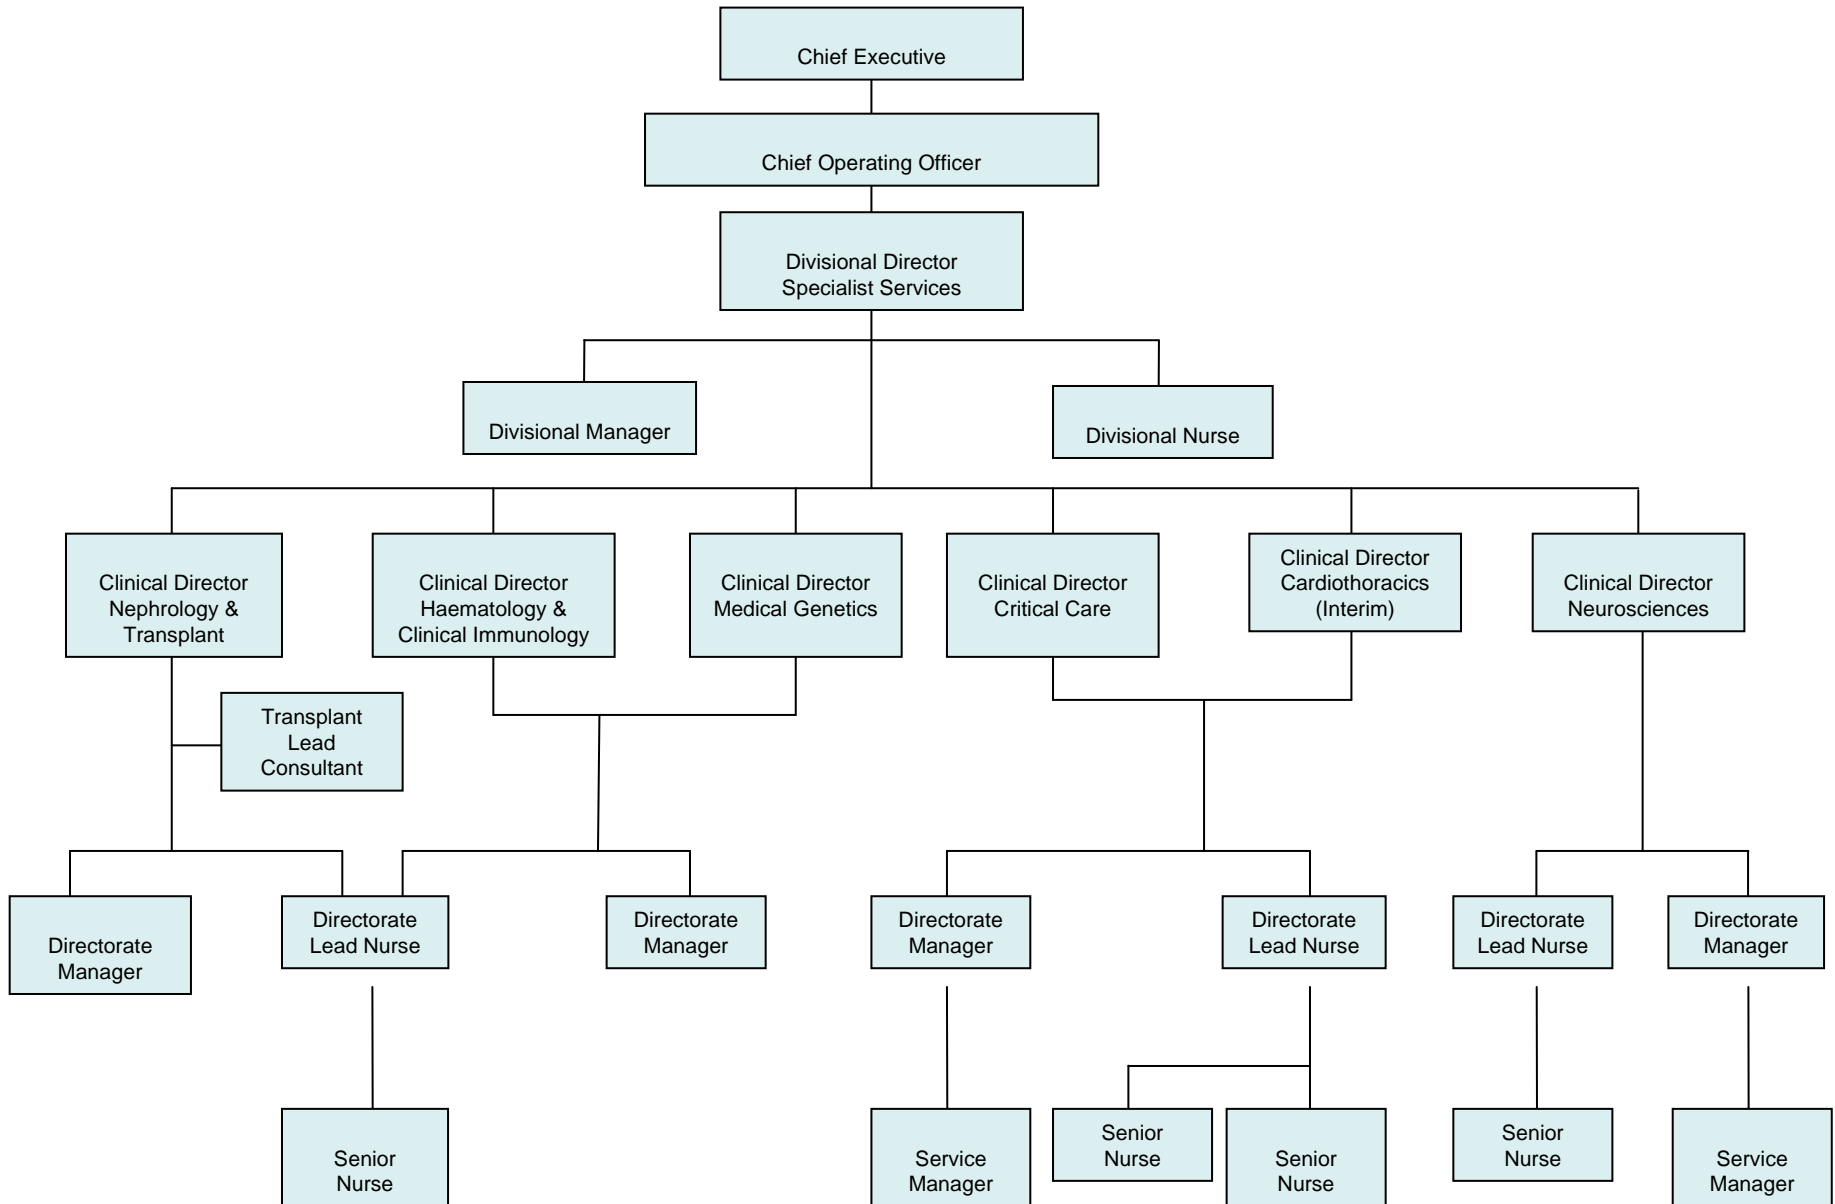 Chief Executive
Chief Operating Officer
Divisional Director
Specialist Services
Divisional Manager
Divisional Nurse
Clinical Director
Nephrology &
Transplant
Clinical Director
Haematology &
Clinical Immunology
Clinical Director
Medical Genetics
Clinical Director
Critical Care
Clinical Director
Cardiothoracics
(Interim)
Clinical Director
Neurosciences
Transplant
Lead
Consultant
Directorate
Manager
Directorate
Lead Nurse
Directorate
Manager
Directorate
Manager
Directorate
Lead Nurse
Directorate
Lead Nurse
Directorate
Manager
Senior
Nurse
Service
Manager
Senior
Nurse
Senior
Nurse
Senior
Nurse
Service
Manager